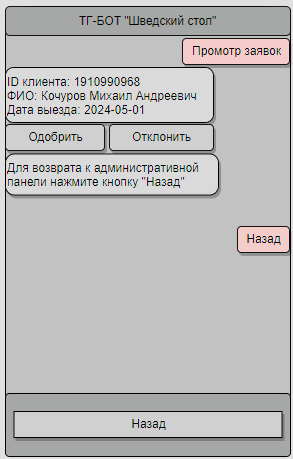 ТГ-БОТ "Шведский стол"
Промотр заявок
ID клиента: 1910990968
ФИО: Кочуров Михаил Андреевич
Дата выезда: 2024-05-01
Одобрить Отклонить
Для возврата к административной
панели нажмите кнопку "Назад"
Назад
Назад